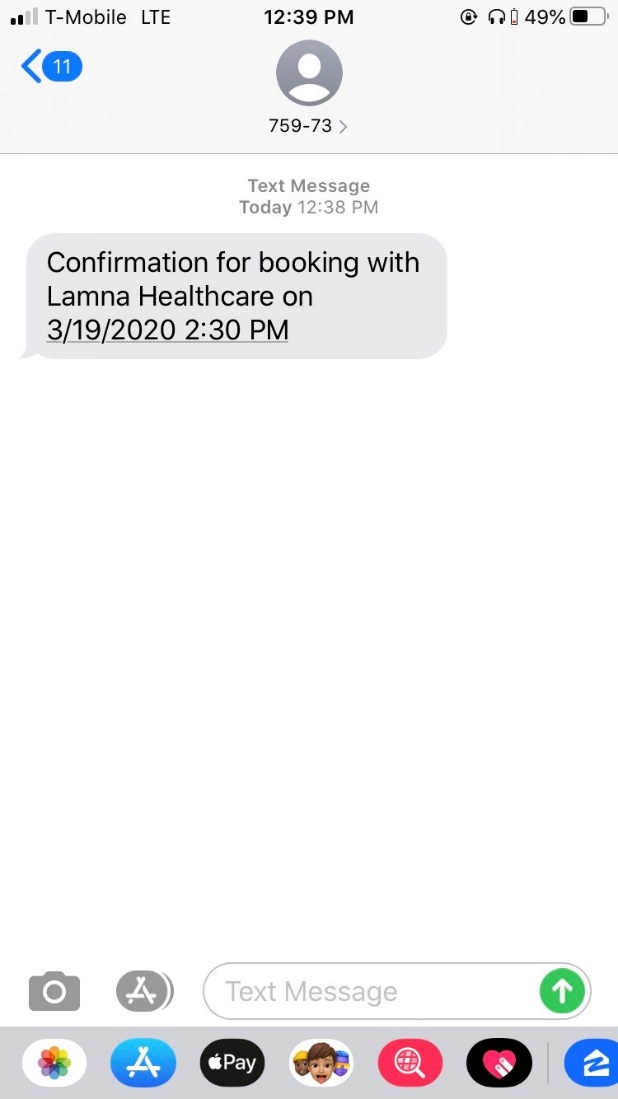 T-Mobile LTE 12:39 PM 49%
11
759-73
Text Message
Today 12:38 PM
Confirmation for booking with
Lamna Healthcare on
3/19/2020 2:30 PM
Text Message
Pay